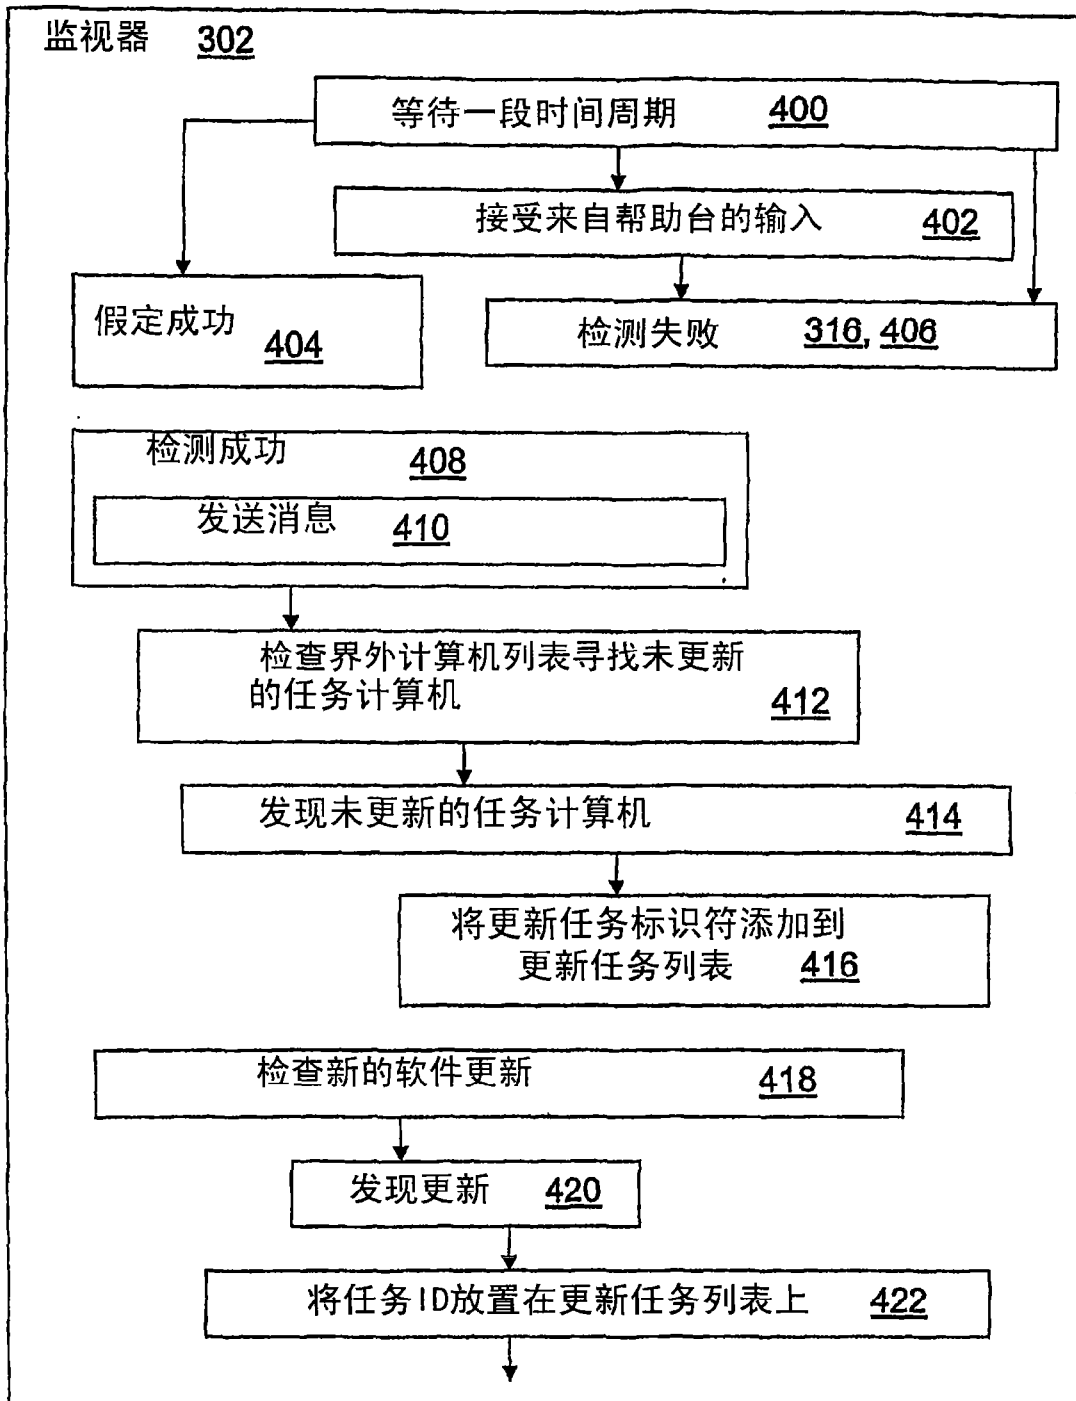 监视器 302
等待一段时间周期 400
接受来自帮助台的输入 402
假定成功 404
检测失败 316, 406
检测成功 408
发送消息 410
检查界外计算机列表寻找未更新
的任务计算机 412
发现未更新的任务计算机 414
将更新任务标识符添加到
更新任务列表 416
检查新的软件更新 418
发现更新 420
将任务ID放置在更新任务列表上 422